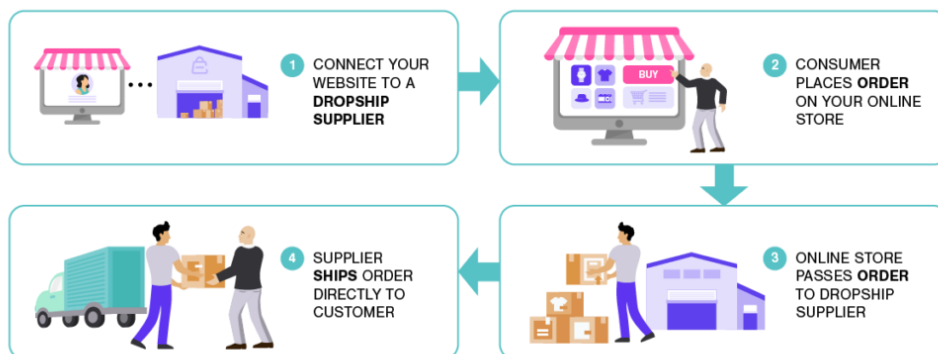 1
CONNECT YOUR
WEBSITE TO A
DROPSHIP
SUPPLIER
BUY
2
CONSUMER
PLACES ORDER
ON YOUR ONLINE
STORE
3
ONLINE STORE
PASSES ORDER
TO DROPSHIP
SUPPLIER
4
SUPPLIER
SHIPS ORDER
DIRECTLY TO
CUSTOMER